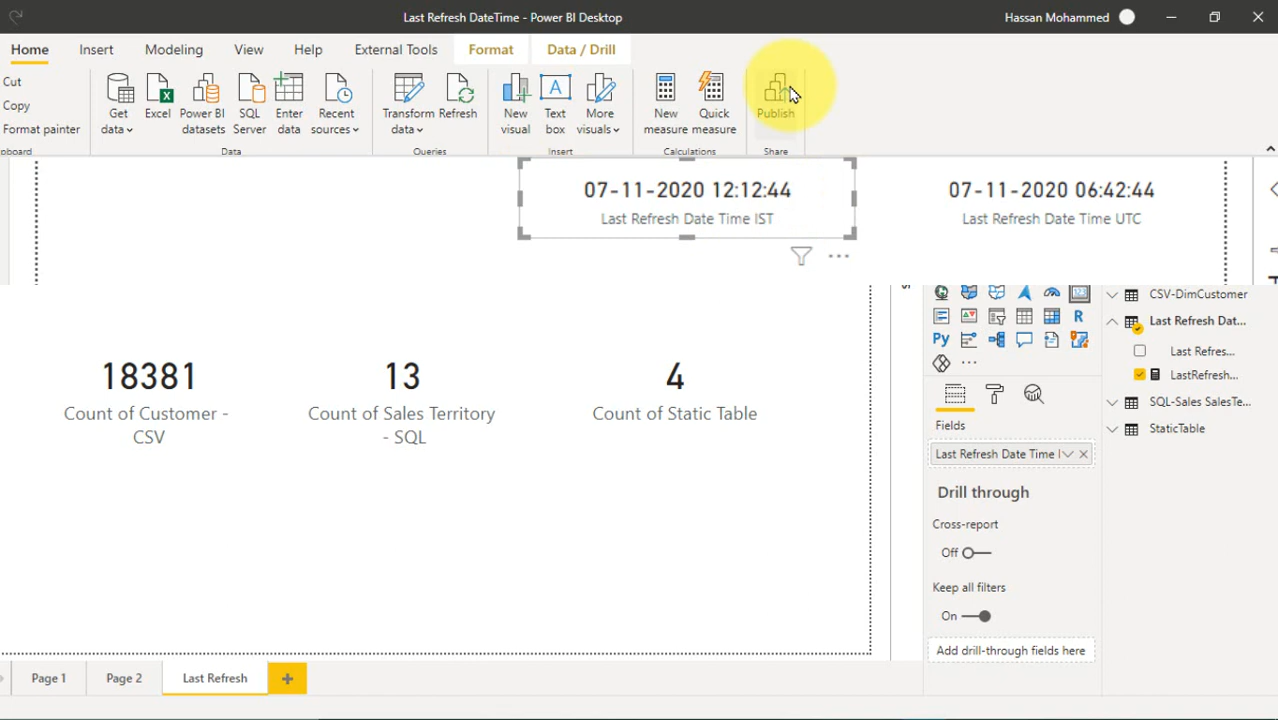 Last Refresh DateTime - Power BI Desktop
Hassan Mohammed
Home
Insert
Modeling
View
Help
External Tools
Format
Data / Drill
Cut
Copy
Format painter
Get data
Excel
Power BI datasets
SQL Server
Enter data
Recent sources
Transform data
Refresh
New visual
Text box
More visuals
New measure
Quick measure
Publish
Data
Queries
Insert
Calculations
Share
07-11-2020 12:12:44
Last Refresh Date Time IST
07-11-2020 06:42:44
Last Refresh Date Time UTC
18381
Count of Customer -
CSV
13
Count of Sales Territory
- SQL
4
Count of Static Table
R
Py
Fields
Last Refresh Date Time
Drill through
Cross-report
Off
Keep all filters
On
Add drill-through fields here
CSV-DimCustomer
Last Refresh Dat...
Last Refres...
LastRefresh...
SQL-Sales SalesTe...
StaticTable
Page 1
Page 2
Last Refresh